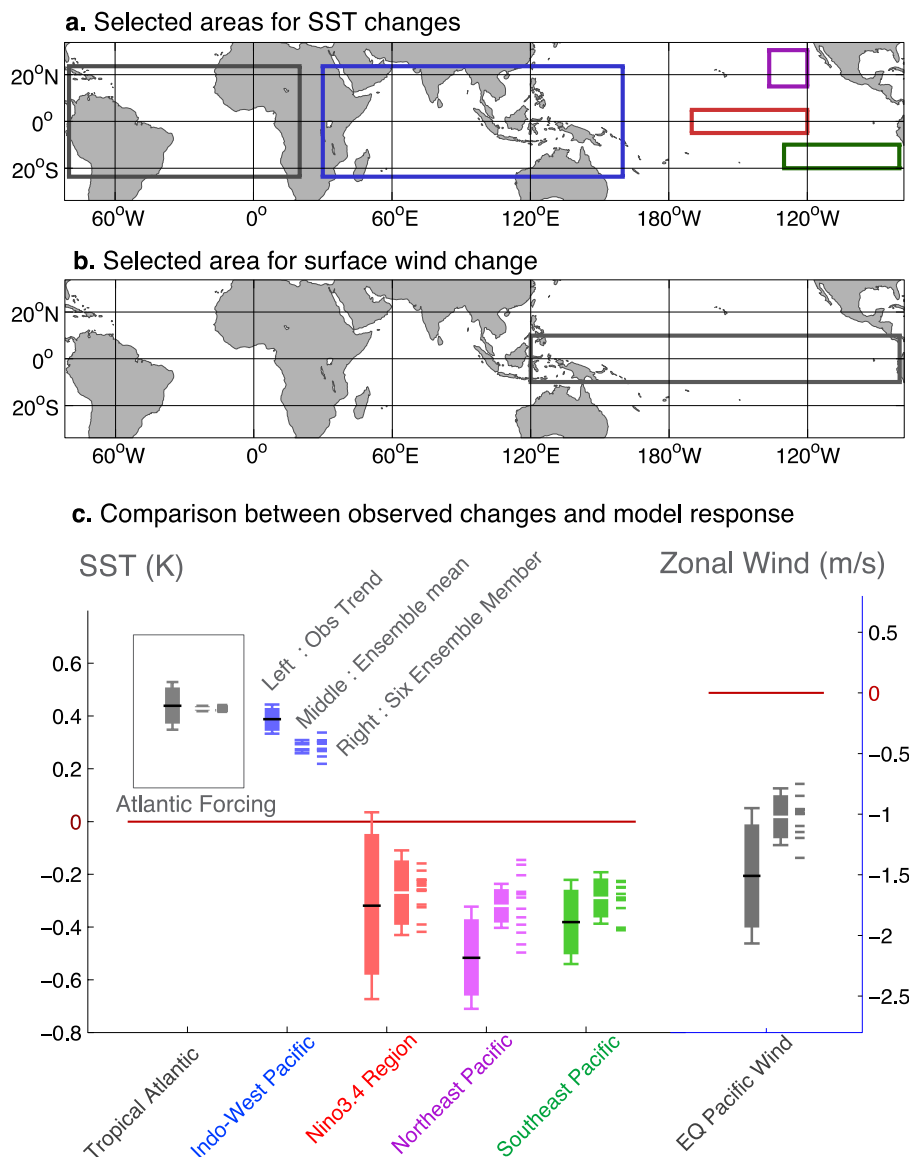 a. Selected areas for SST changes
20°N
0°
20°S
60°W 0° 60°E 120°E 180°W 120°W
b. Selected area for surface wind change
20°N
0°
20°S
60°W 0° 60°E 120°E 180°W 120°W
c. Comparison between observed changes and model response
SST (K)
Zonal Wind (m/s)
Left : Obs Trend
Middle : Ensemble mean
Right : Six Ensemble Member
Atlantic Forcing
0.6
0.4
0.2
0
−0.2
−0.4
−0.6
−0.8
0.5
0
−0.5
−1
−1.5
−2
−2.5
Tropical Atlantic
Indo-West Pacific
Nino3.4 Region
Northeast Pacific
Southeast Pacific
EQ Pacific Wind